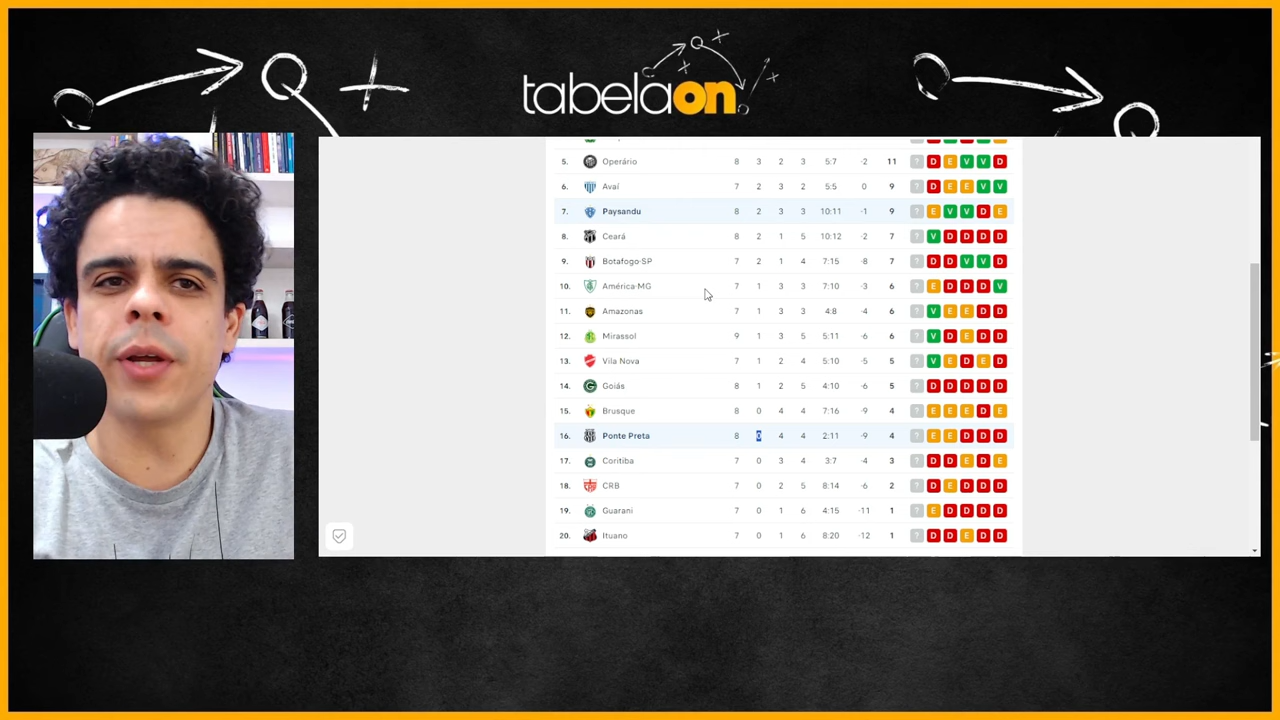 tabelaon
5. Operário 8 3 2 3 5:7 -2 11 ? D E V V D
6. Avaí 7 2 3 2 5:5 0 9 ? D E E V V
7. Paysandu 8 2 3 3 10:11 -1 9 ? E V V D E
8. Ceará 8 2 1 5 10:12 -2 7 ? V D D D D
9. Botafogo-SP 7 2 1 4 7:15 -8 7 ? D D V V D
10. América-MG 7 1 3 3 7:10 -3 6 ? E D D D V
11. Amazonas 7 1 3 3 4:8 -4 6 ? V E E D D
12. Mirassol 9 1 3 5 5:11 -6 6 ? V D E D D
13. Vila Nova 7 1 2 4 5:10 -5 5 ? V E D E D
14. Goiás 8 1 2 5 4:10 -6 5 ? D D D D D
15. Brusque 8 0 4 4 7:16 -9 4 ? E E E D E
16. Ponte Preta 8 0 4 4 2:11 -9 4 ? E E D D D
17. Coritiba 7 0 3 4 3:7 -4 3 ? D D E D E
18. CRB 7 0 2 5 8:14 -6 2 ? D E D D D
19. Guarani 7 0 1 6 4:15 -11 1 ? E D D D D
20. Ituano 7 0 1 6 8:20 -12 1 ? D D E D D